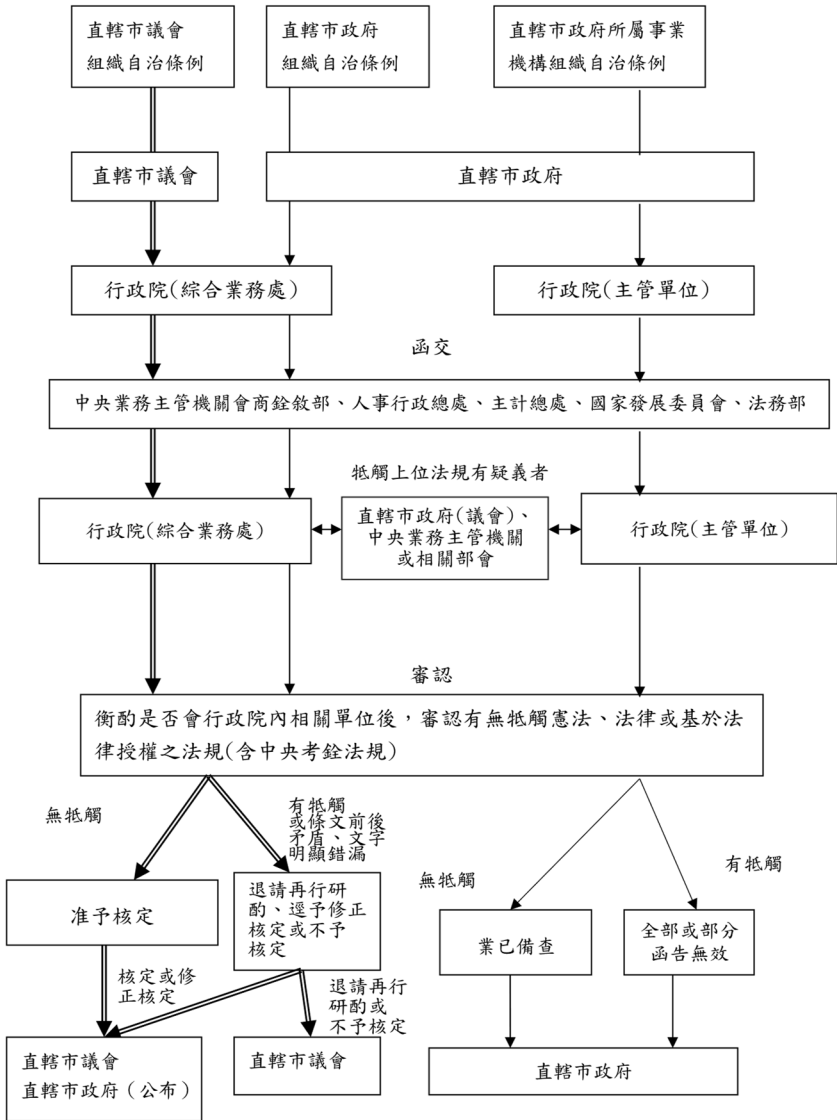 直轄市議會
組織自治條例
直轄市政府
組織自治條例
直轄市政府所屬事業
機構組織自治條例
直轄市議會
直轄市政府
行政院(綜合業務處)
行政院(主管單位)
函交
中央業務主管機關會商銓敘部、人事行政總處、主計總處、國家發展委員會、法務部
牴觸上位法規有疑義者
行政院(綜合業務處)
直轄市政府(議會)、
中央業務主管機關
或相關部會
行政院(主管單位)
審認
衡酌是否會行政院內相關單位後，審認有無牴觸憲法、法律或基於法
律授權之法規(含中央考銓法規)
無牴觸
有牴觸
或條文前後
矛盾、文字
明顯錯漏
無牴觸
有牴觸
准予核定
退請再行研
酌、逕予修正
核定或不予
核定
業已備查
全部或部分
函告無效
核定或修
正核定
退請再行
研酌或
不予核定
直轄市議會
直轄市政府（公布）
直轄市議會
直轄市政府